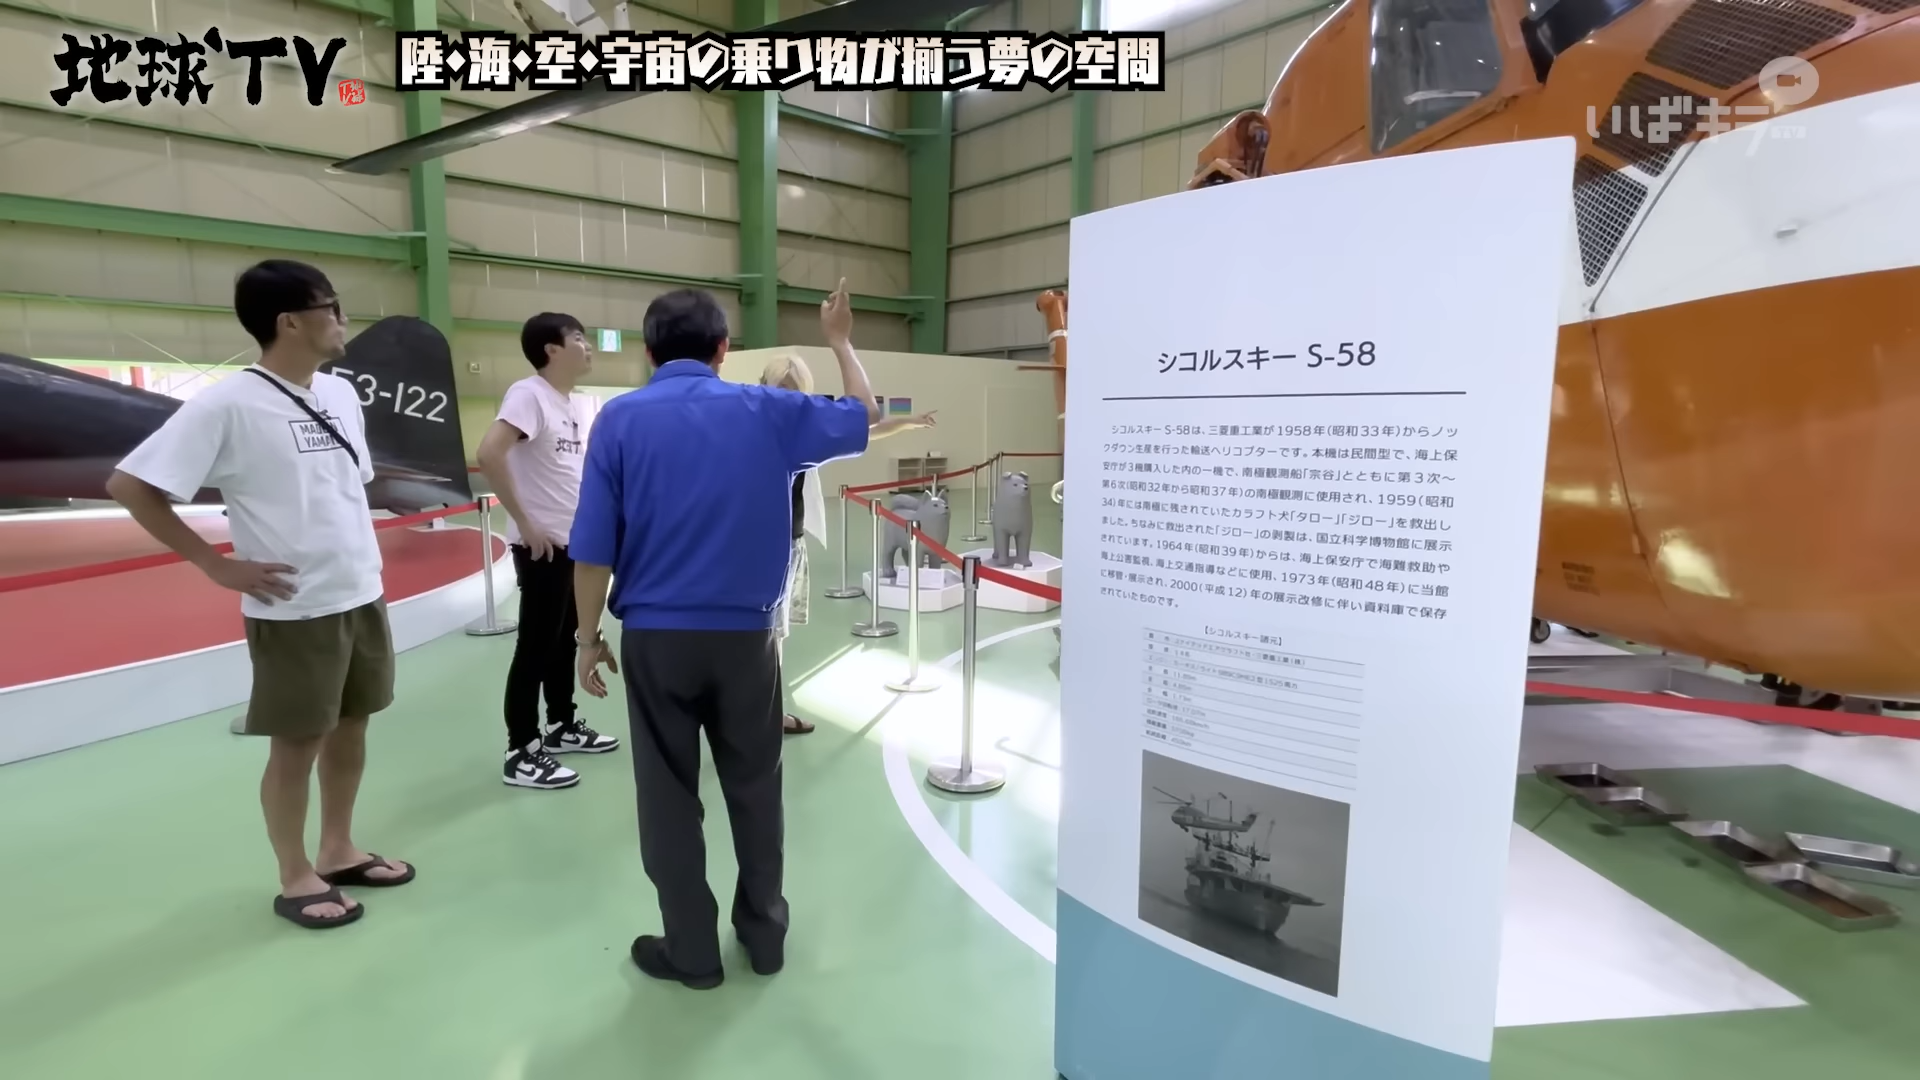 地球TV
地球TV
陸・海・空・宇宙の乗り物が揃う夢の空間
いばキラTV
53-122
シコルスキー S-58
シコルスキー S-58は、三菱重工業が1958年(昭和33年)からノッ
クダウン生産を行った輸送ヘリコプターです。本機は民間型で、海上保
安庁が3機購入した内の一機で、南極観測船「宗谷」とともに第3次～
第6次(昭和32年から昭和37年)の南極観測に使用され、1959(昭和
34)年には南極に残されていたカラフト犬「タロー」「ジロー」を救出し
ました。ちなみに救出された「ジロー」の剥製は、国立科学博物館に展示
されています。1964年(昭和39年)からは、海上保安庁で海難救助や
海上公害監視、海上交通指導などに使用、1973年(昭和48年)に当館
に移管・展示され、2000(平成12)年の展示改修に伴い資料庫で保存
されていたものです。
【シコルスキー諸元】